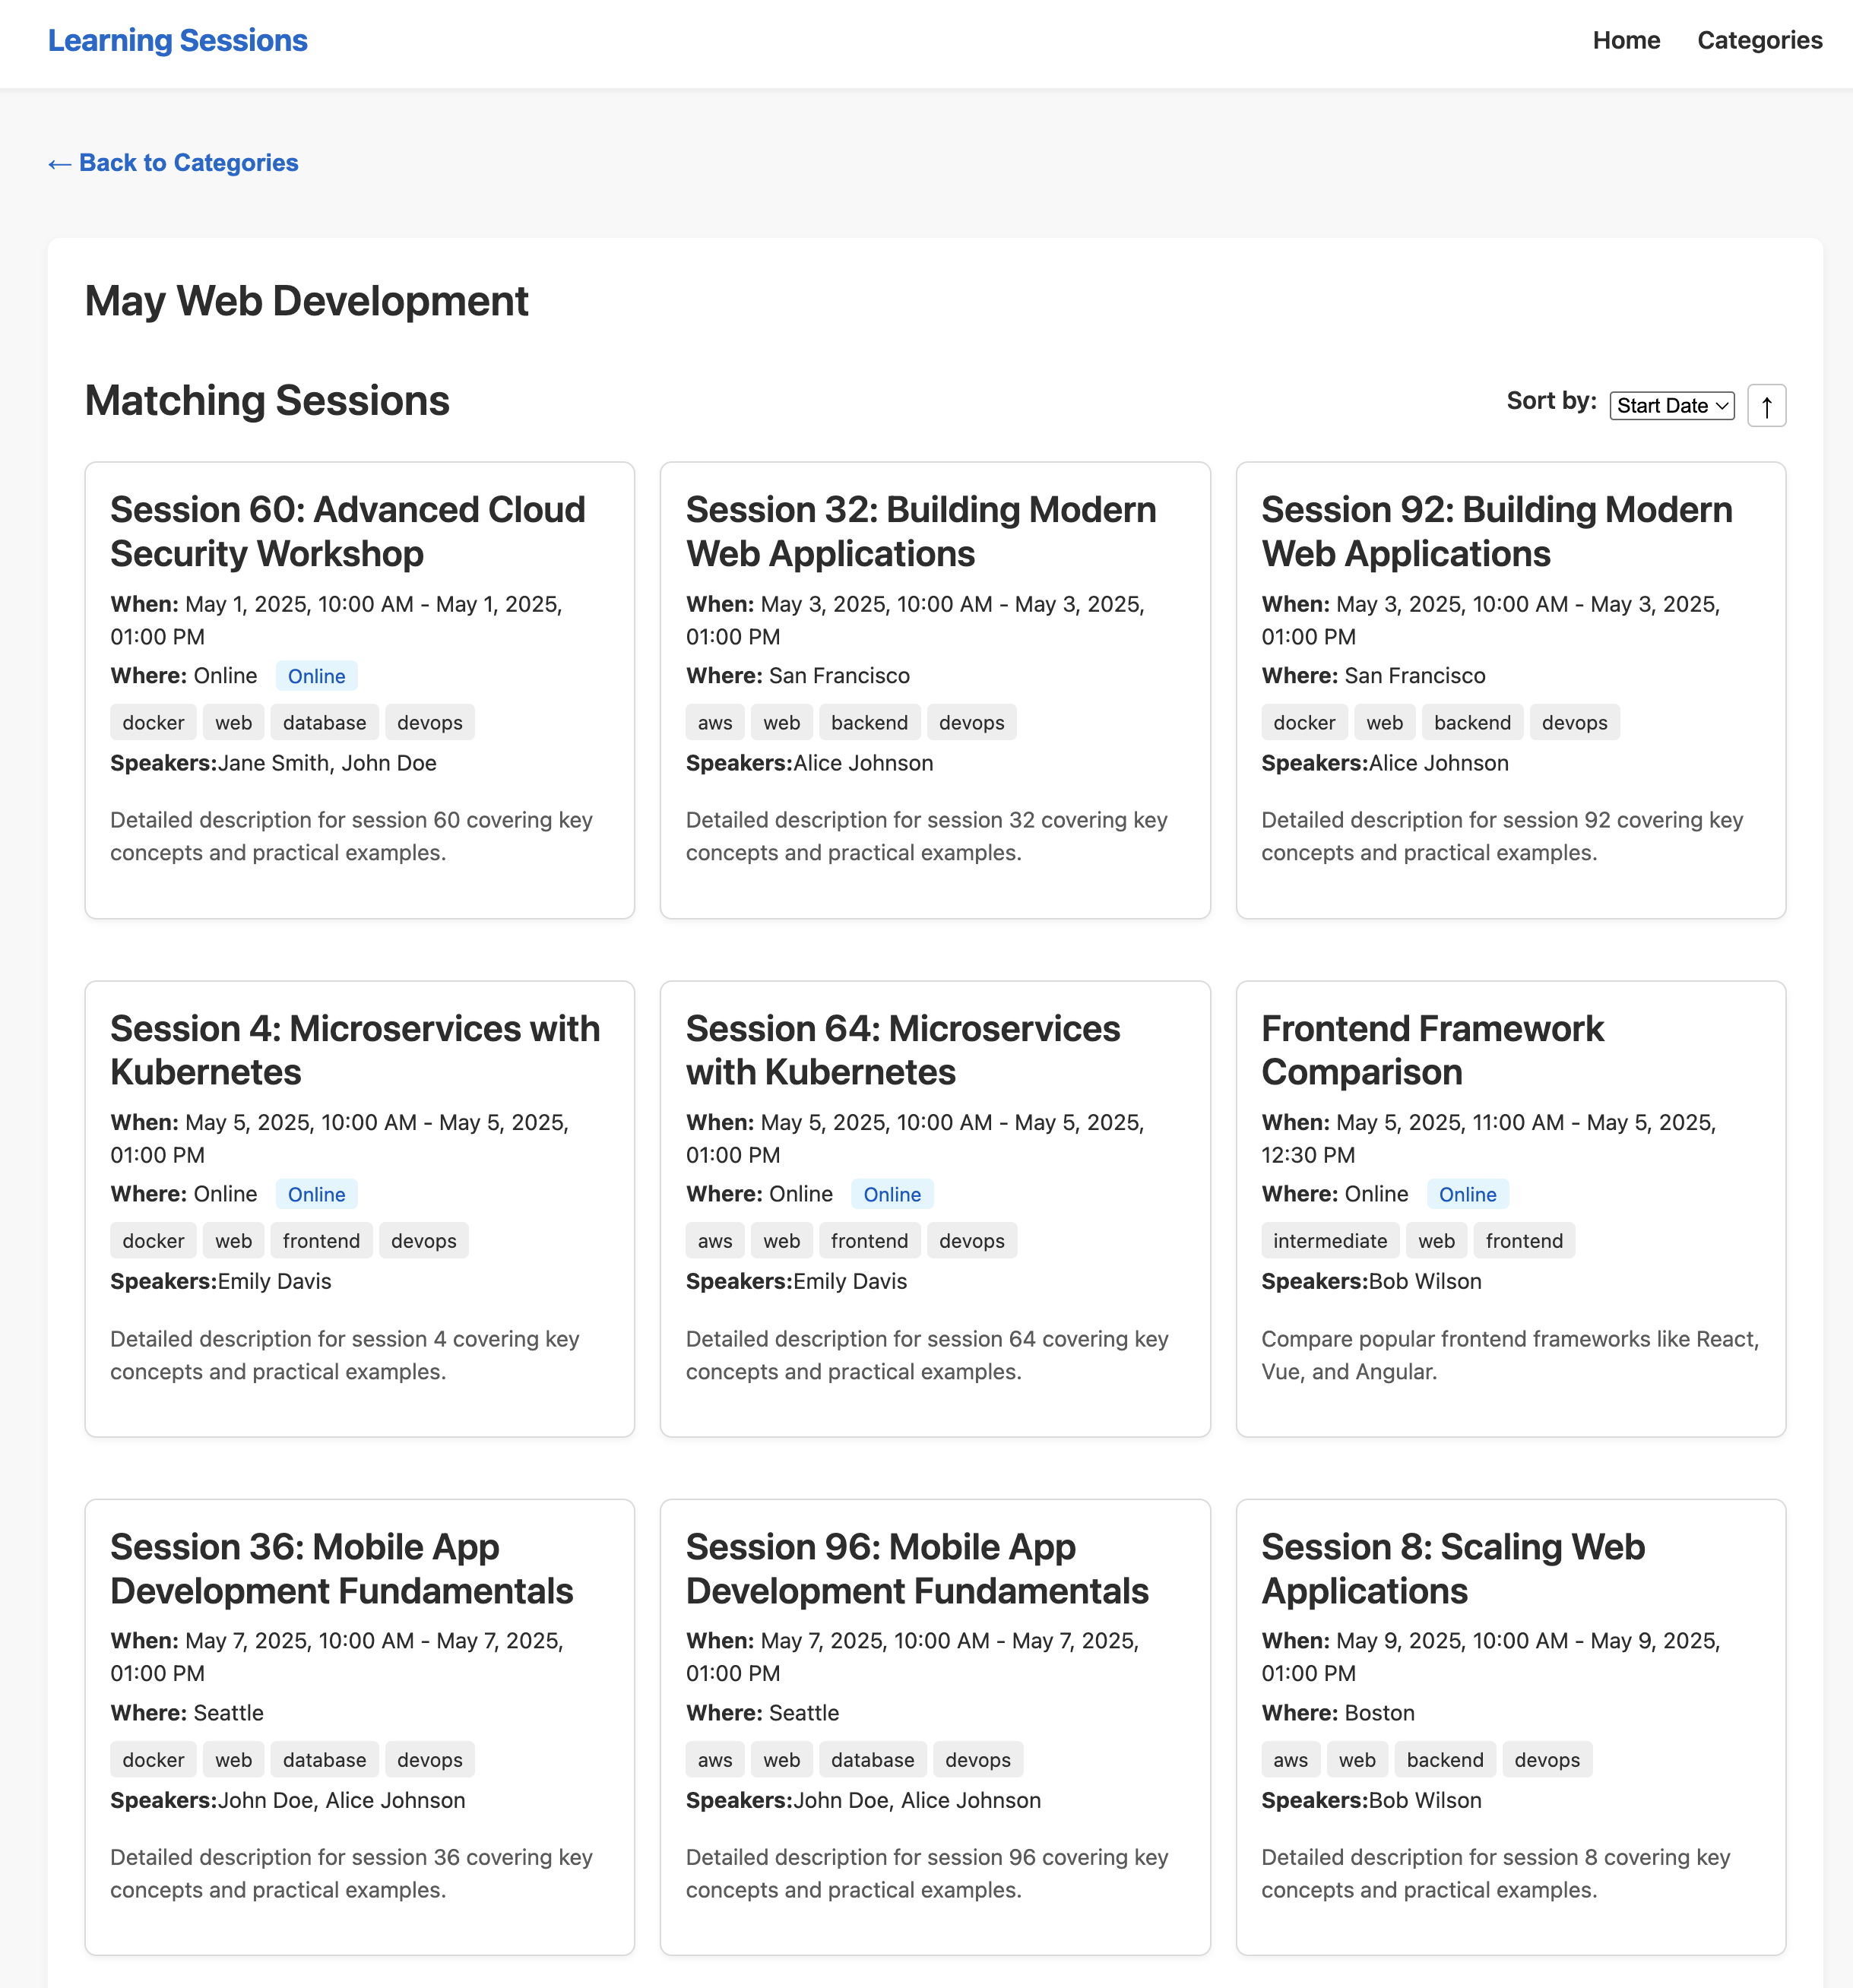 Learning Sessions
Home
Categories
← Back to Categories
May Web Development
Matching Sessions
Sort by:
Start Date
↑
Session 60: Advanced Cloud
Security Workshop
When: May 1, 2025, 10:00 AM - May 1, 2025,
01:00 PM
Where: Online Online
docker web database devops
Speakers:Jane Smith, John Doe
Detailed description for session 60 covering key
concepts and practical examples.
Session 32: Building Modern
Web Applications
When: May 3, 2025, 10:00 AM - May 3, 2025,
01:00 PM
Where: San Francisco
aws web backend devops
Speakers:Alice Johnson
Detailed description for session 32 covering key
concepts and practical examples.
Session 92: Building Modern
Web Applications
When: May 3, 2025, 10:00 AM - May 3, 2025,
01:00 PM
Where: San Francisco
docker web backend devops
Speakers:Alice Johnson
Detailed description for session 92 covering key
concepts and practical examples.
Session 4: Microservices with
Kubernetes
When: May 5, 2025, 10:00 AM - May 5, 2025,
01:00 PM
Where: Online Online
docker web frontend devops
Speakers:Emily Davis
Detailed description for session 4 covering key
concepts and practical examples.
Session 64: Microservices
with Kubernetes
When: May 5, 2025, 10:00 AM - May 5, 2025,
01:00 PM
Where: Online Online
aws web frontend devops
Speakers:Emily Davis
Detailed description for session 64 covering key
concepts and practical examples.
Frontend Framework
Comparison
When: May 5, 2025, 11:00 AM - May 5, 2025,
12:30 PM
Where: Online Online
intermediate web frontend
Speakers:Bob Wilson
Compare popular frontend frameworks like React,
Vue, and Angular.
Session 36: Mobile App
Development Fundamentals
When: May 7, 2025, 10:00 AM - May 7, 2025,
01:00 PM
Where: Seattle
docker web database devops
Speakers:John Doe, Alice Johnson
Detailed description for session 36 covering key
concepts and practical examples.
Session 96: Mobile App
Development Fundamentals
When: May 7, 2025, 10:00 AM - May 7, 2025,
01:00 PM
Where: Seattle
aws web database devops
Speakers:John Doe, Alice Johnson
Detailed description for session 96 covering key
concepts and practical examples.
Session 8: Scaling Web
Applications
When: May 9, 2025, 10:00 AM - May 9, 2025,
01:00 PM
Where: Boston
aws web backend devops
Speakers:Bob Wilson
Detailed description for session 8 covering key
concepts and practical examples.